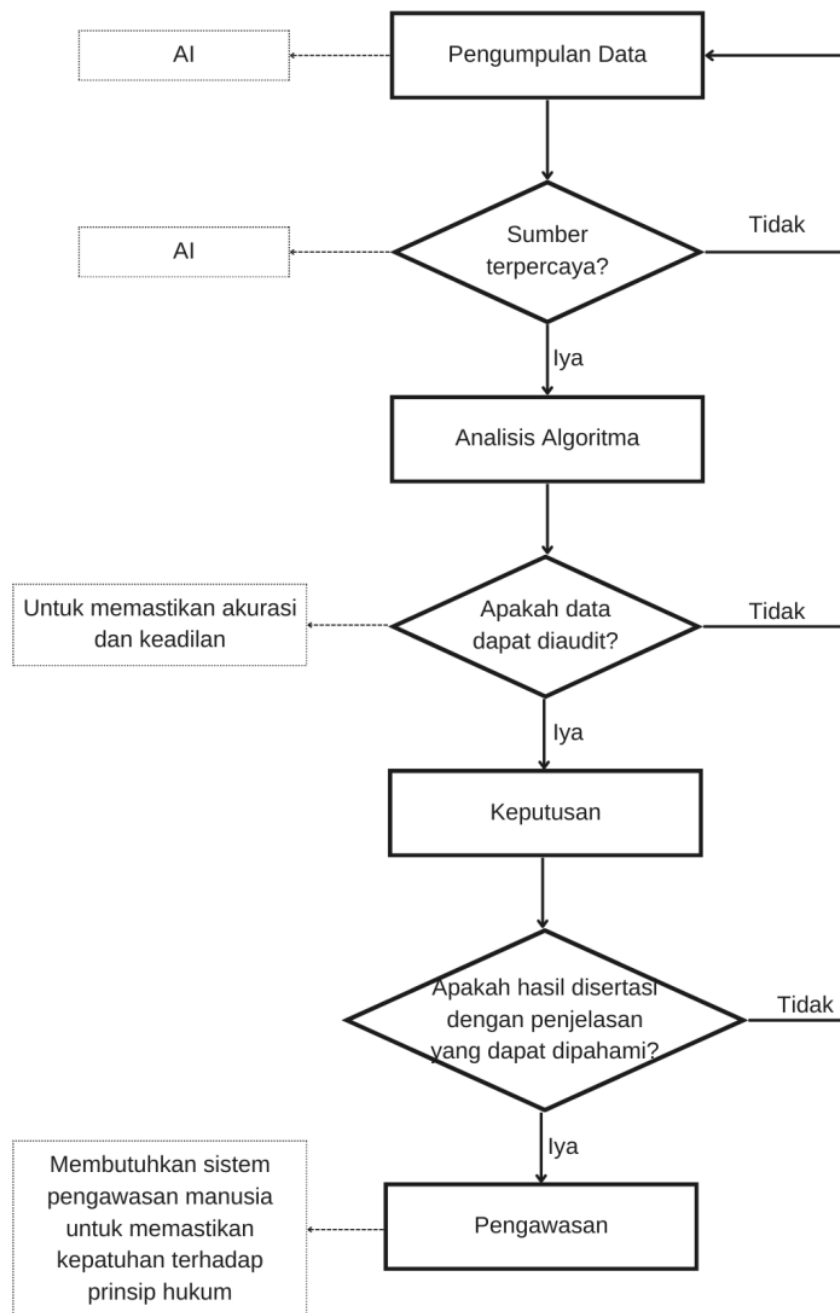 AI
Pengumpulan Data
AI
Sumber
terpercaya?
Tidak
Iya
Analisis Algoritma
Untuk memastikan akurasi
dan keadilan
Apakah data
dapat diaudit?
Tidak
Iya
Keputusan
Apakah hasil disertasi
dengan penjelasan
yang dapat dipahami?
Tidak
Iya
Membutuhkan sistem
pengawasan manusia
untuk memastikan
kepatuhan terhadap
prinsip hukum
Pengawasan